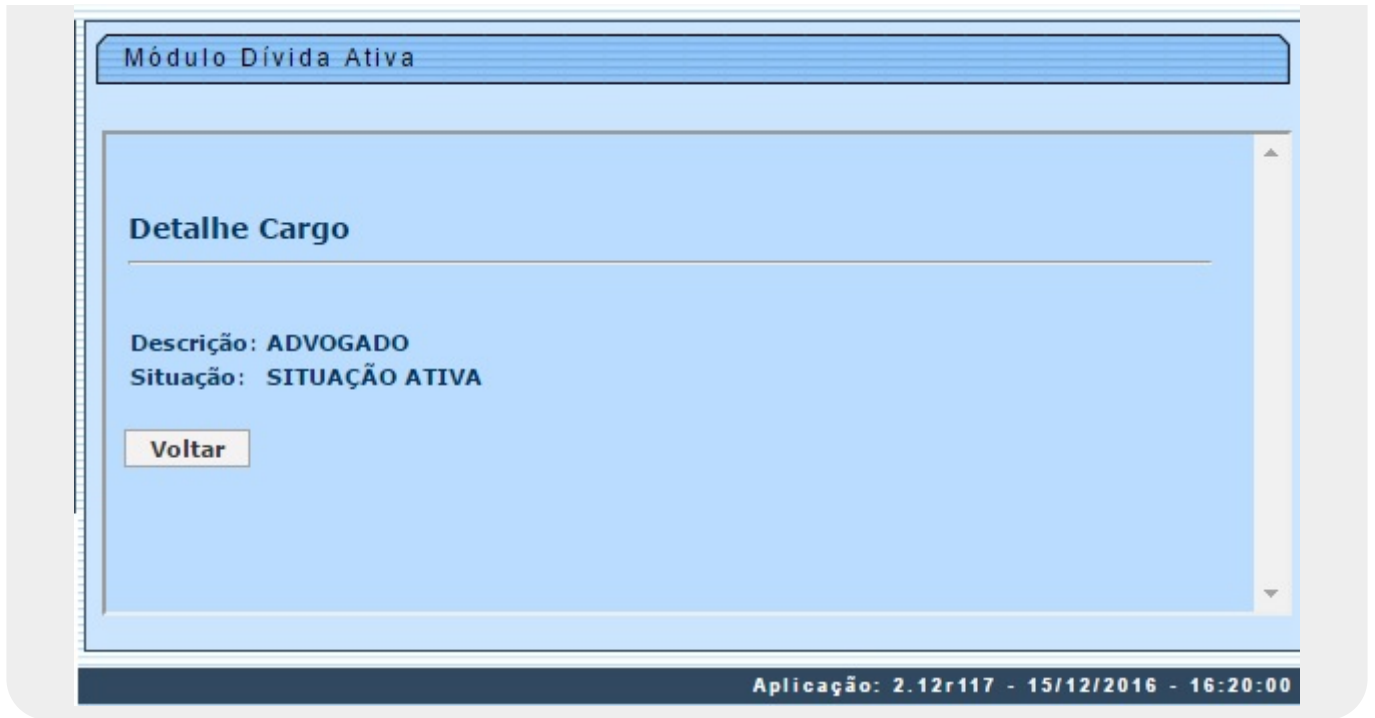 Módulo Dívida Ativa
Detalhe Cargo
Descrição: ADVOGADO
Situação: SITUAÇÃO ATIVA
Voltar
Aplicação: 2.12r117 - 15/12/2016 - 16:20:00